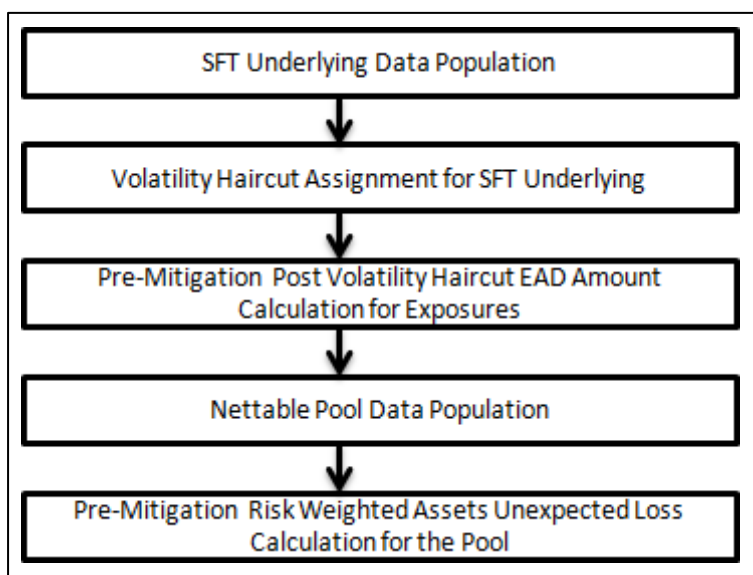 SFT Underlying Data Population
Volatility Haircut Assignment for SFT Underlying
Pre-Mitigation Post Volatility Haircut EAD Amount
Calculation for Exposures
Nettable Pool Data Population
Pre-Mitigation Risk Weighted Assets Unexpected Loss
Calculation for the Pool